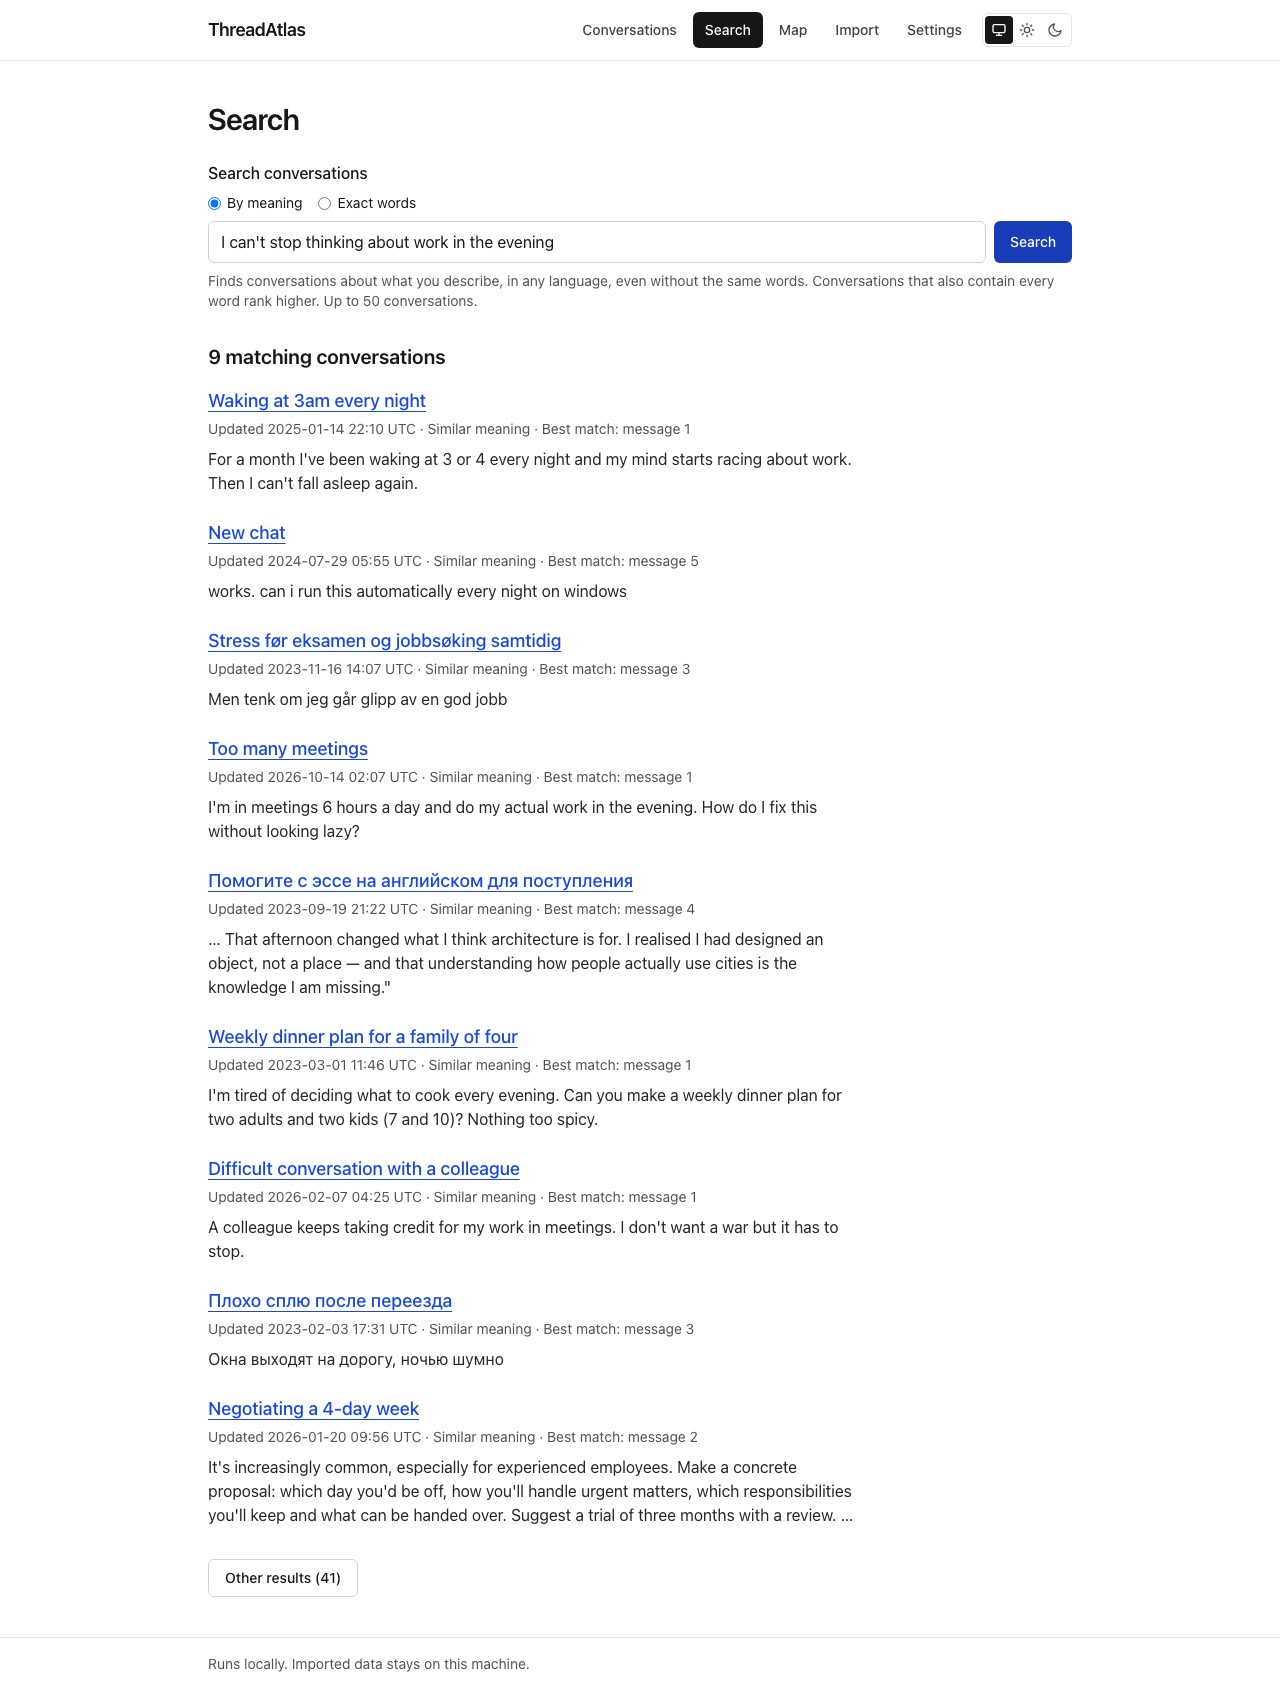 ThreadAtlas
Conversations
Search
Map
Import
Settings
Search
Search conversations
By meaning
Exact words
I can't stop thinking about work in the evening
Search
Finds conversations about what you describe, in any language, even without the same words. Conversations that also contain every
word rank higher. Up to 50 conversations.
9 matching conversations
Waking at 3am every night
Updated 2025-01-14 22:10 UTC · Similar meaning · Best match: message 1
For a month I've been waking at 3 or 4 every night and my mind starts racing about work.
Then I can't fall asleep again.
New chat
Updated 2024-07-29 05:55 UTC · Similar meaning · Best match: message 5
works. can i run this automatically every night on windows
Stress før eksamen og jobbsøking samtidig
Updated 2023-11-16 14:07 UTC · Similar meaning · Best match: message 3
Men tenk om jeg går glipp av en god jobb
Too many meetings
Updated 2026-10-14 02:07 UTC · Similar meaning · Best match: message 1
I'm in meetings 6 hours a day and do my actual work in the evening. How do I fix this
without looking lazy?
Помогите с эссе на английском для поступления
Updated 2023-09-19 21:22 UTC · Similar meaning · Best match: message 4
... That afternoon changed what I think architecture is for. I realised I had designed an
object, not a place — and that understanding how people actually use cities is the
knowledge I am missing."
Weekly dinner plan for a family of four
Updated 2023-03-01 11:46 UTC · Similar meaning · Best match: message 1
I'm tired of deciding what to cook every evening. Can you make a weekly dinner plan for
two adults and two kids (7 and 10)? Nothing too spicy.
Difficult conversation with a colleague
Updated 2026-02-07 04:25 UTC · Similar meaning · Best match: message 1
A colleague keeps taking credit for my work in meetings. I don't want a war but it has to
stop.
Плохо сплю после переезда
Updated 2023-02-03 17:31 UTC · Similar meaning · Best match: message 3
Окна выходят на дорогу, ночью шумно
Negotiating a 4-day week
Updated 2026-01-20 09:56 UTC · Similar meaning · Best match: message 2
It's increasingly common, especially for experienced employees. Make a concrete
proposal: which day you'd be off, how you'll handle urgent matters, which responsibilities
you'll keep and what can be handed over. Suggest a trial of three months with a review. ...
Other results (41)
Runs locally. Imported data stays on this machine.